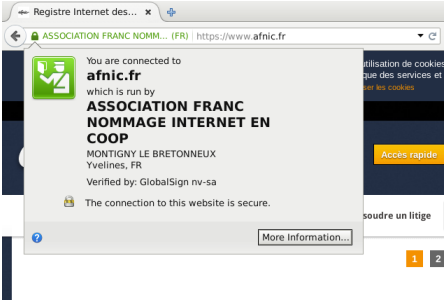 Registre Internet des... ×
ASSOCIATION FRANC NOMM... (FR) https://www.afnic.fr
You are connected to
afnic.fr
which is run by
ASSOCIATION FRANC
NOMMAGE INTERNET EN
COOP
MONTIGNY LE BRETONNEUX
Yvelines, FR
Verified by: GlobalSign nv-sa
The connection to this website is secure.
? More Information...
utilisation de cookies
que des services et
ser les cookies
Accès rapide
soudre un litige
1 2